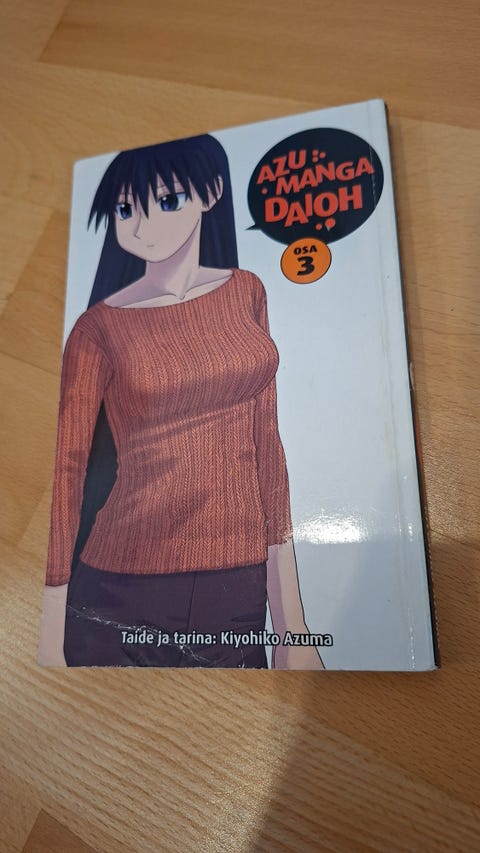 AZU
MANGA
DAIOH
OSA
3
Taide ja tarina: Kiyohiko Azuma